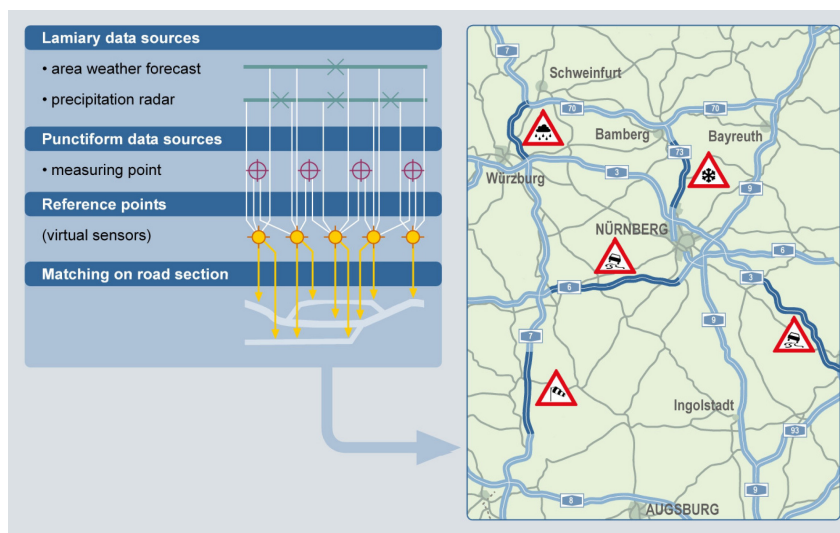 Lamiary data sources
• area weather forecast
• precipitation radar
Punctiform data sources
• measuring point
Reference points
(virtual sensors)
Matching on road section
7
Schweinfurt
70
70
Bamberg
Bayreuth
73
Würzburg
3
9
NÜRNBERG
6
6
3
9
7
Ingolstadt
93
9
8
AUGSBURG